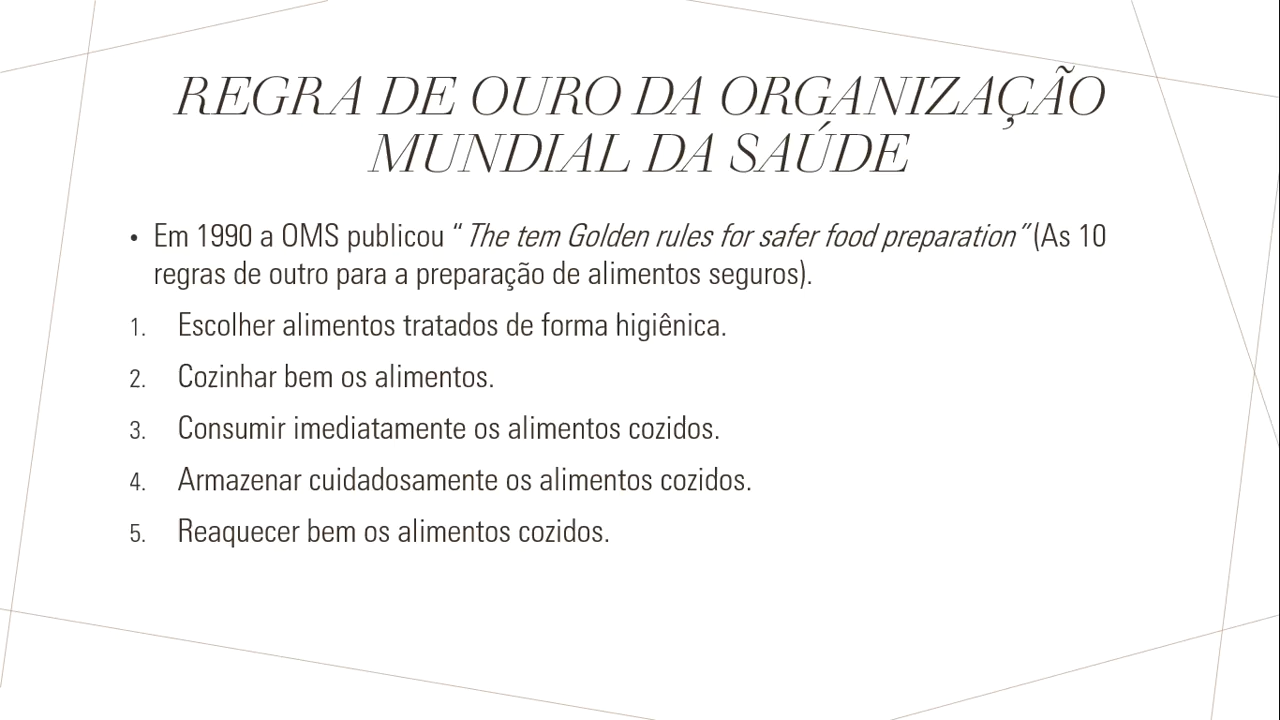 REGRA DE OURO DA ORGANIZAÇÃO
MUNDIAL DA SAÚDE
• Em 1990 a OMS publicou “The tem Golden rules for safer food preparation”(As 10
regras de outro para a preparação de alimentos seguros).
1. Escolher alimentos tratados de forma higiênica.
2. Cozinhar bem os alimentos.
3. Consumir imediatamente os alimentos cozidos.
4. Armazenar cuidadosamente os alimentos cozidos.
5. Reaquecer bem os alimentos cozidos.